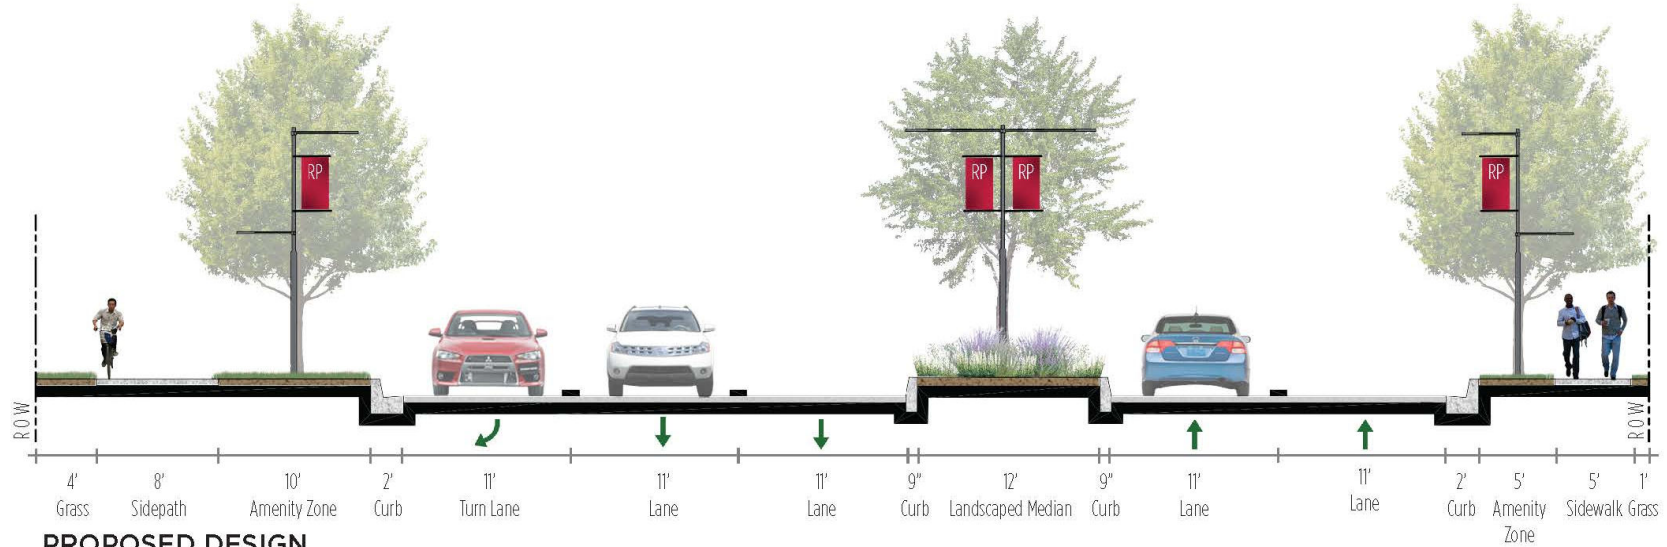 RP
RP RP
RP
ROW
ROW
4' 8' 10' 2' 11' 11' 11' 9" 12' 9" 11' 11' 2' 5' 5' 1'
Grass Sidepath Amenity Zone Curb Turn Lane Lane Lane Curb Landscaped Median Curb Lane Lane Curb Amenity Sidewalk Grass
Zone
PROPOSED DESIGN